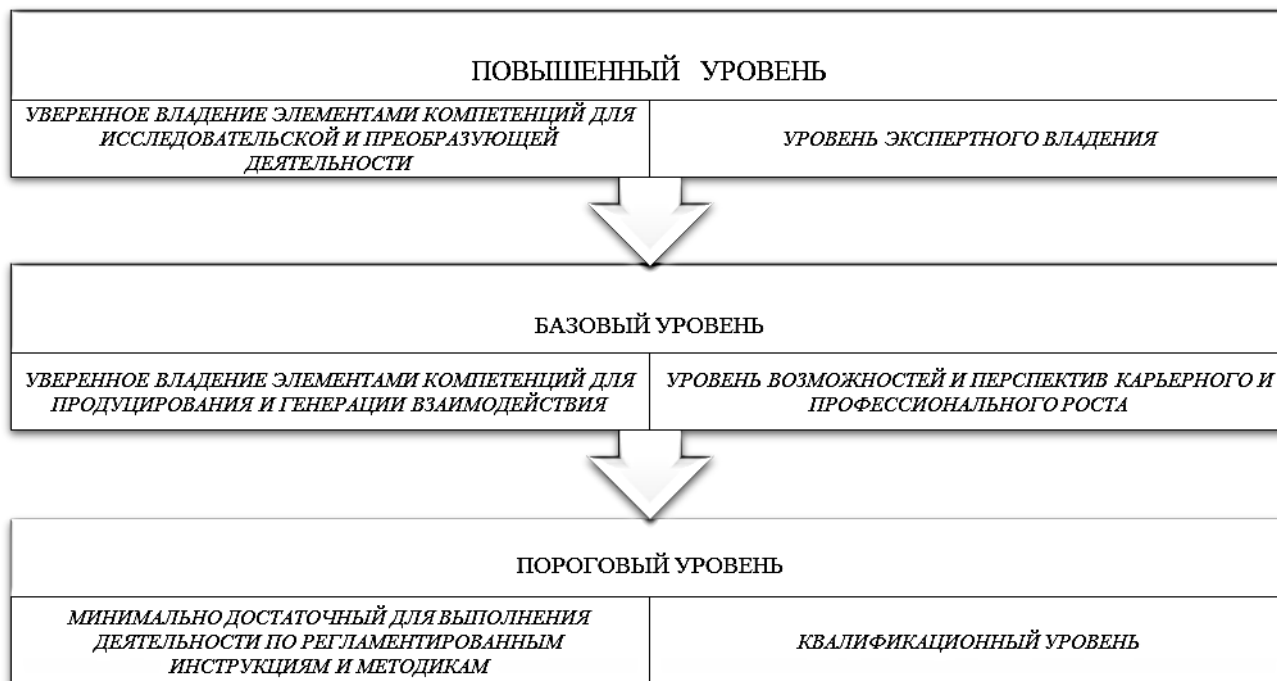 ПОВЫШЕННЫЙ УРОВЕНЬ
УВЕРЕННОЕ ВЛАДЕНИЕ ЭЛЕМЕНТАМИ КОМПЕТЕНЦИЙ ДЛЯ
ИССЛЕДОВАТЕЛЬСКОЙ И ПРЕОБРАЗУЮЩЕЙ
ДЕЯТЕЛЬНОСТИ
УРОВЕНЬ ЭКСПЕРТНОГО ВЛАДЕНИЯ
БАЗОВЫЙ УРОВЕНЬ
УВЕРЕННОЕ ВЛАДЕНИЕ ЭЛЕМЕНТАМИ КОМПЕТЕНЦИЙ ДЛЯ
ПРОДУЦИРОВАНИЯ И ГЕНЕРАЦИИ ВЗАИМОДЕЙСТВИЯ
УРОВЕНЬ ВОЗМОЖНОСТЕЙ И ПЕРСПЕКТИВ КАРЬЕРНОГО И
ПРОФЕССИОНАЛЬНОГО РОСТА
ПОРОГОВЫЙ УРОВЕНЬ
МИНИМАЛЬНО ДОСТАТОЧНЫЙ ДЛЯ ВЫПОЛНЕНИЯ
ДЕЯТЕЛЬНОСТИ ПО РЕГЛАМЕНТИРОВАННЫМ
ИНСТРУКЦИЯМ И МЕТОДИКАМ
КВАЛИФИКАЦИОННЫЙ УРОВЕНЬ